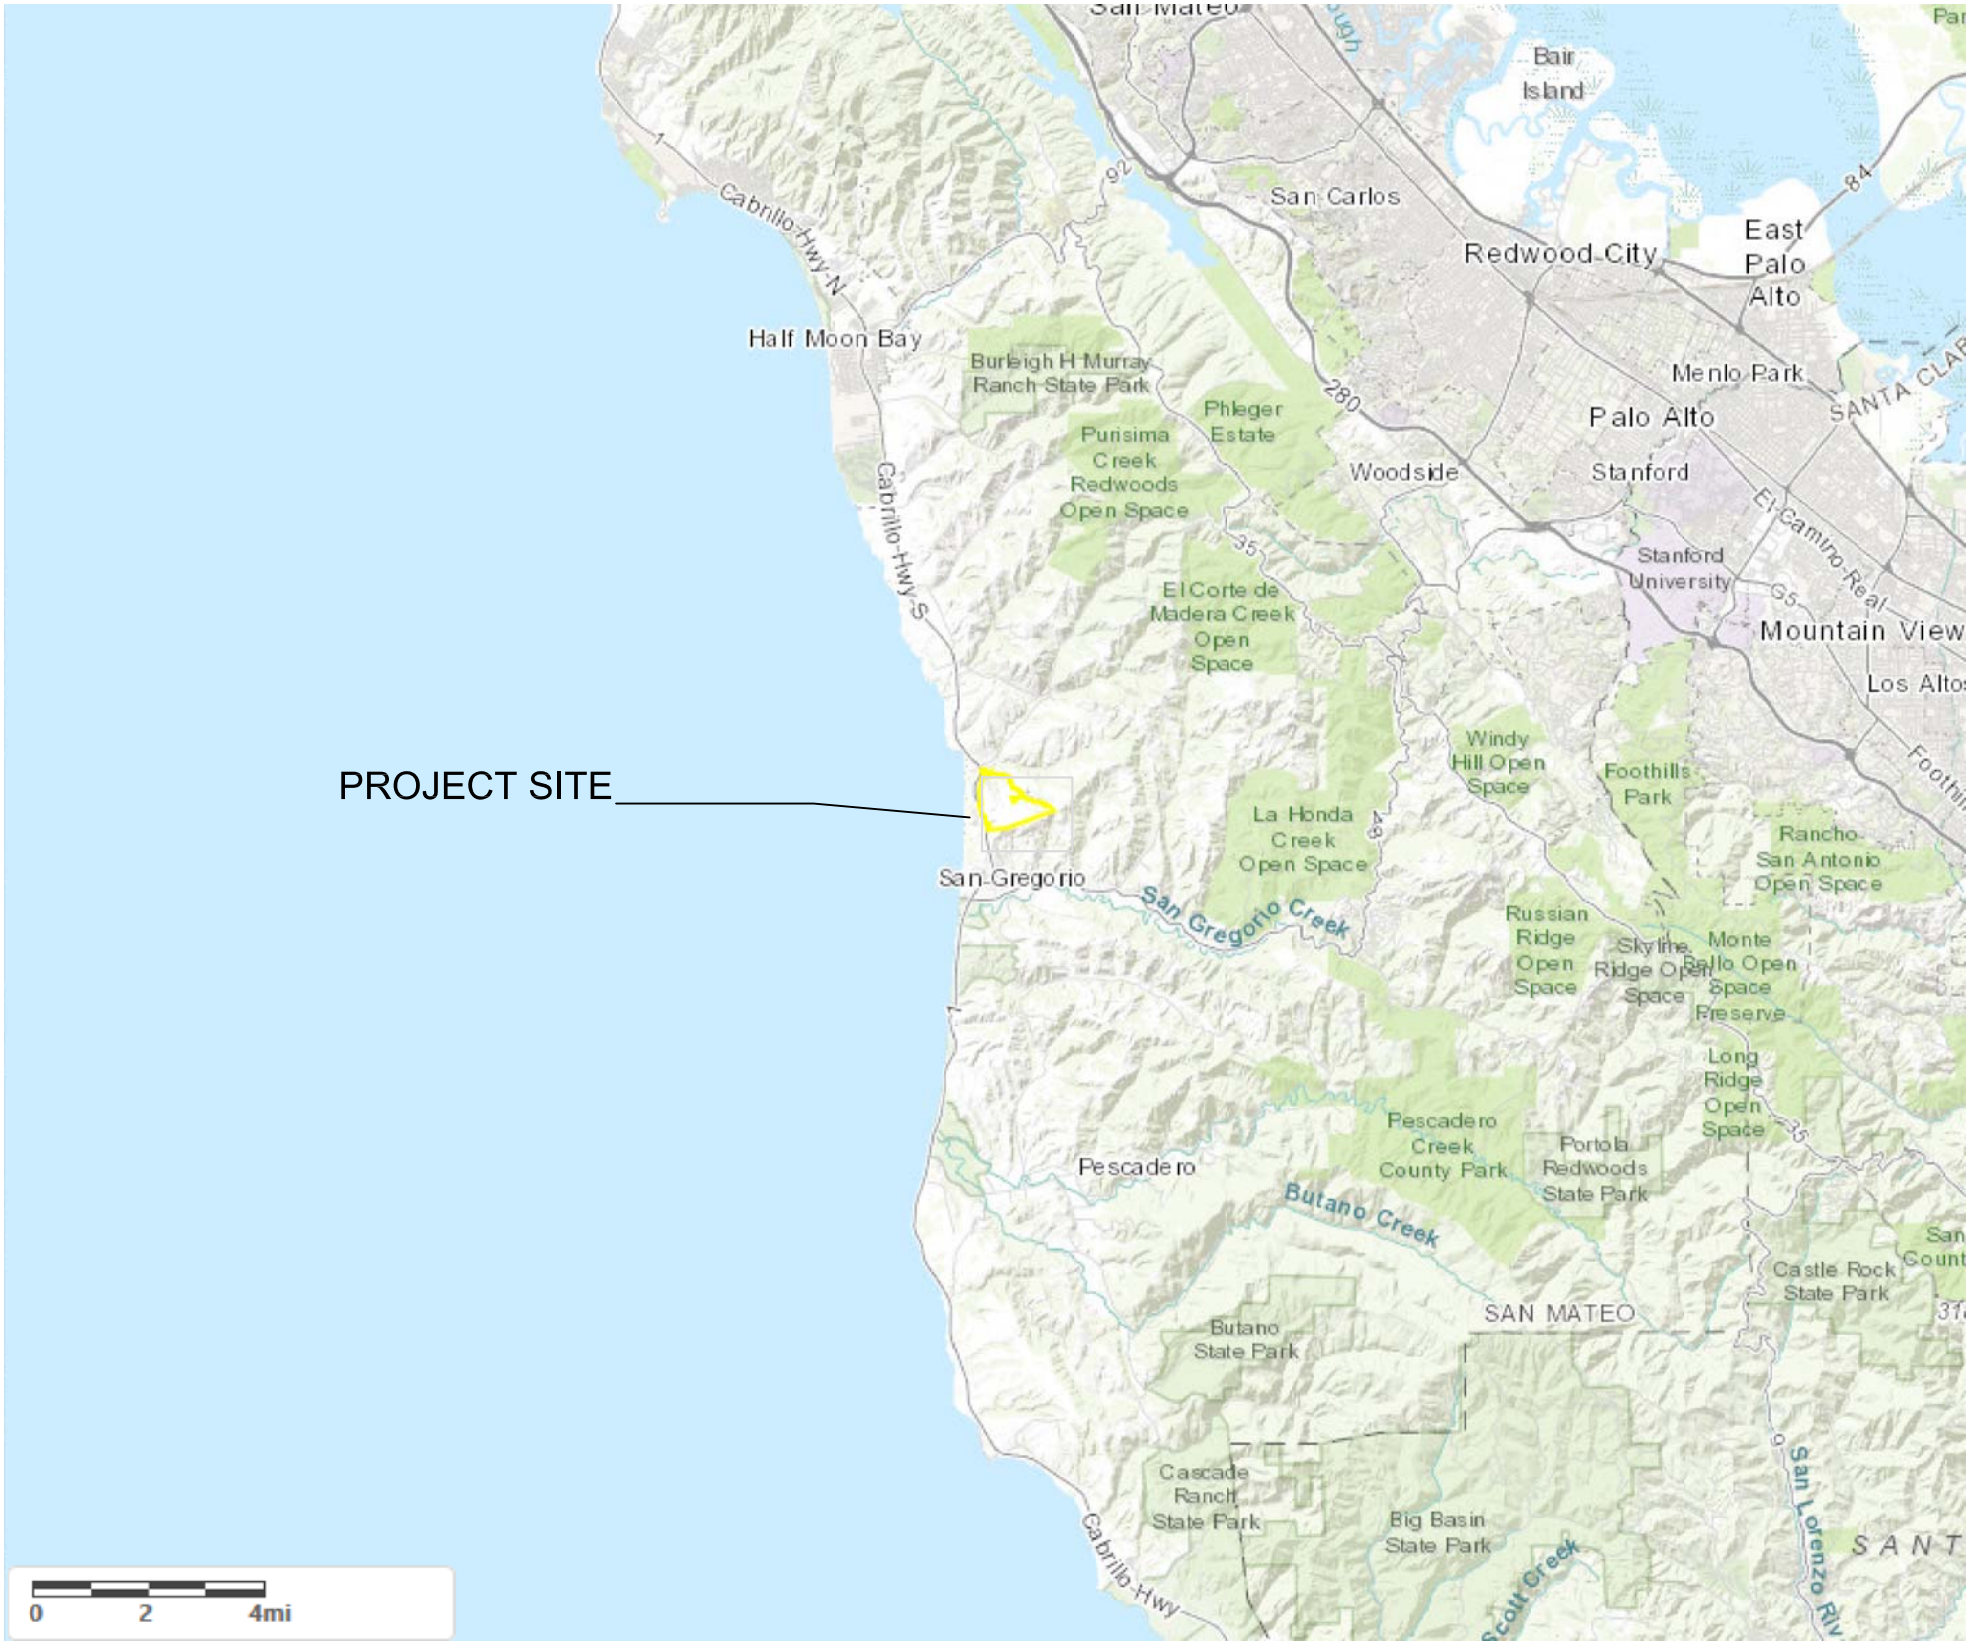 San Mateo
Bair
Island
92
San Carlos
84
East
Palo
Alto
Redwood City
1
Cabrillo Hwy N
Half Moon Bay
Burleigh H Murray
Ranch State Park
280
Menlo Park
SANTA CLAR
Phleger
Estate
Palo Alto
Purisima
Creek
Redwoods
Open Space
Woodside
Stanford
Cabrillo Hwy S
El Camino Real
35
Stanford
University
G5
El Corte de
Madera Creek
Open
Space
Mountain View
Los Altos
Windy
Hill Open
Space
Foothills
Park
Foothil
PROJECT SITE
La Honda
Creek
Open Space
84
Rancho
San Antonio
Open Space
San Gregorio
San Gregorio Creek
Russian
Ridge
Open
Space
Skyline
Ridge Open
Space
Monte
Bello Open
Space
Preserve
1
Long
Ridge
Open
Space
35
Pescadero
Creek
County Park
Portola
Redwoods
State Park
Pescadero
Butano Creek
San
Count
Castle Rock
State Park
SAN MATEO
Butano
State Park
9
San Lorenzo Riv
Cascade
Ranch
State Park
Big Basin
State Park
SANT
Cabrillo Hwy
Scott Creek
0 2 4mi